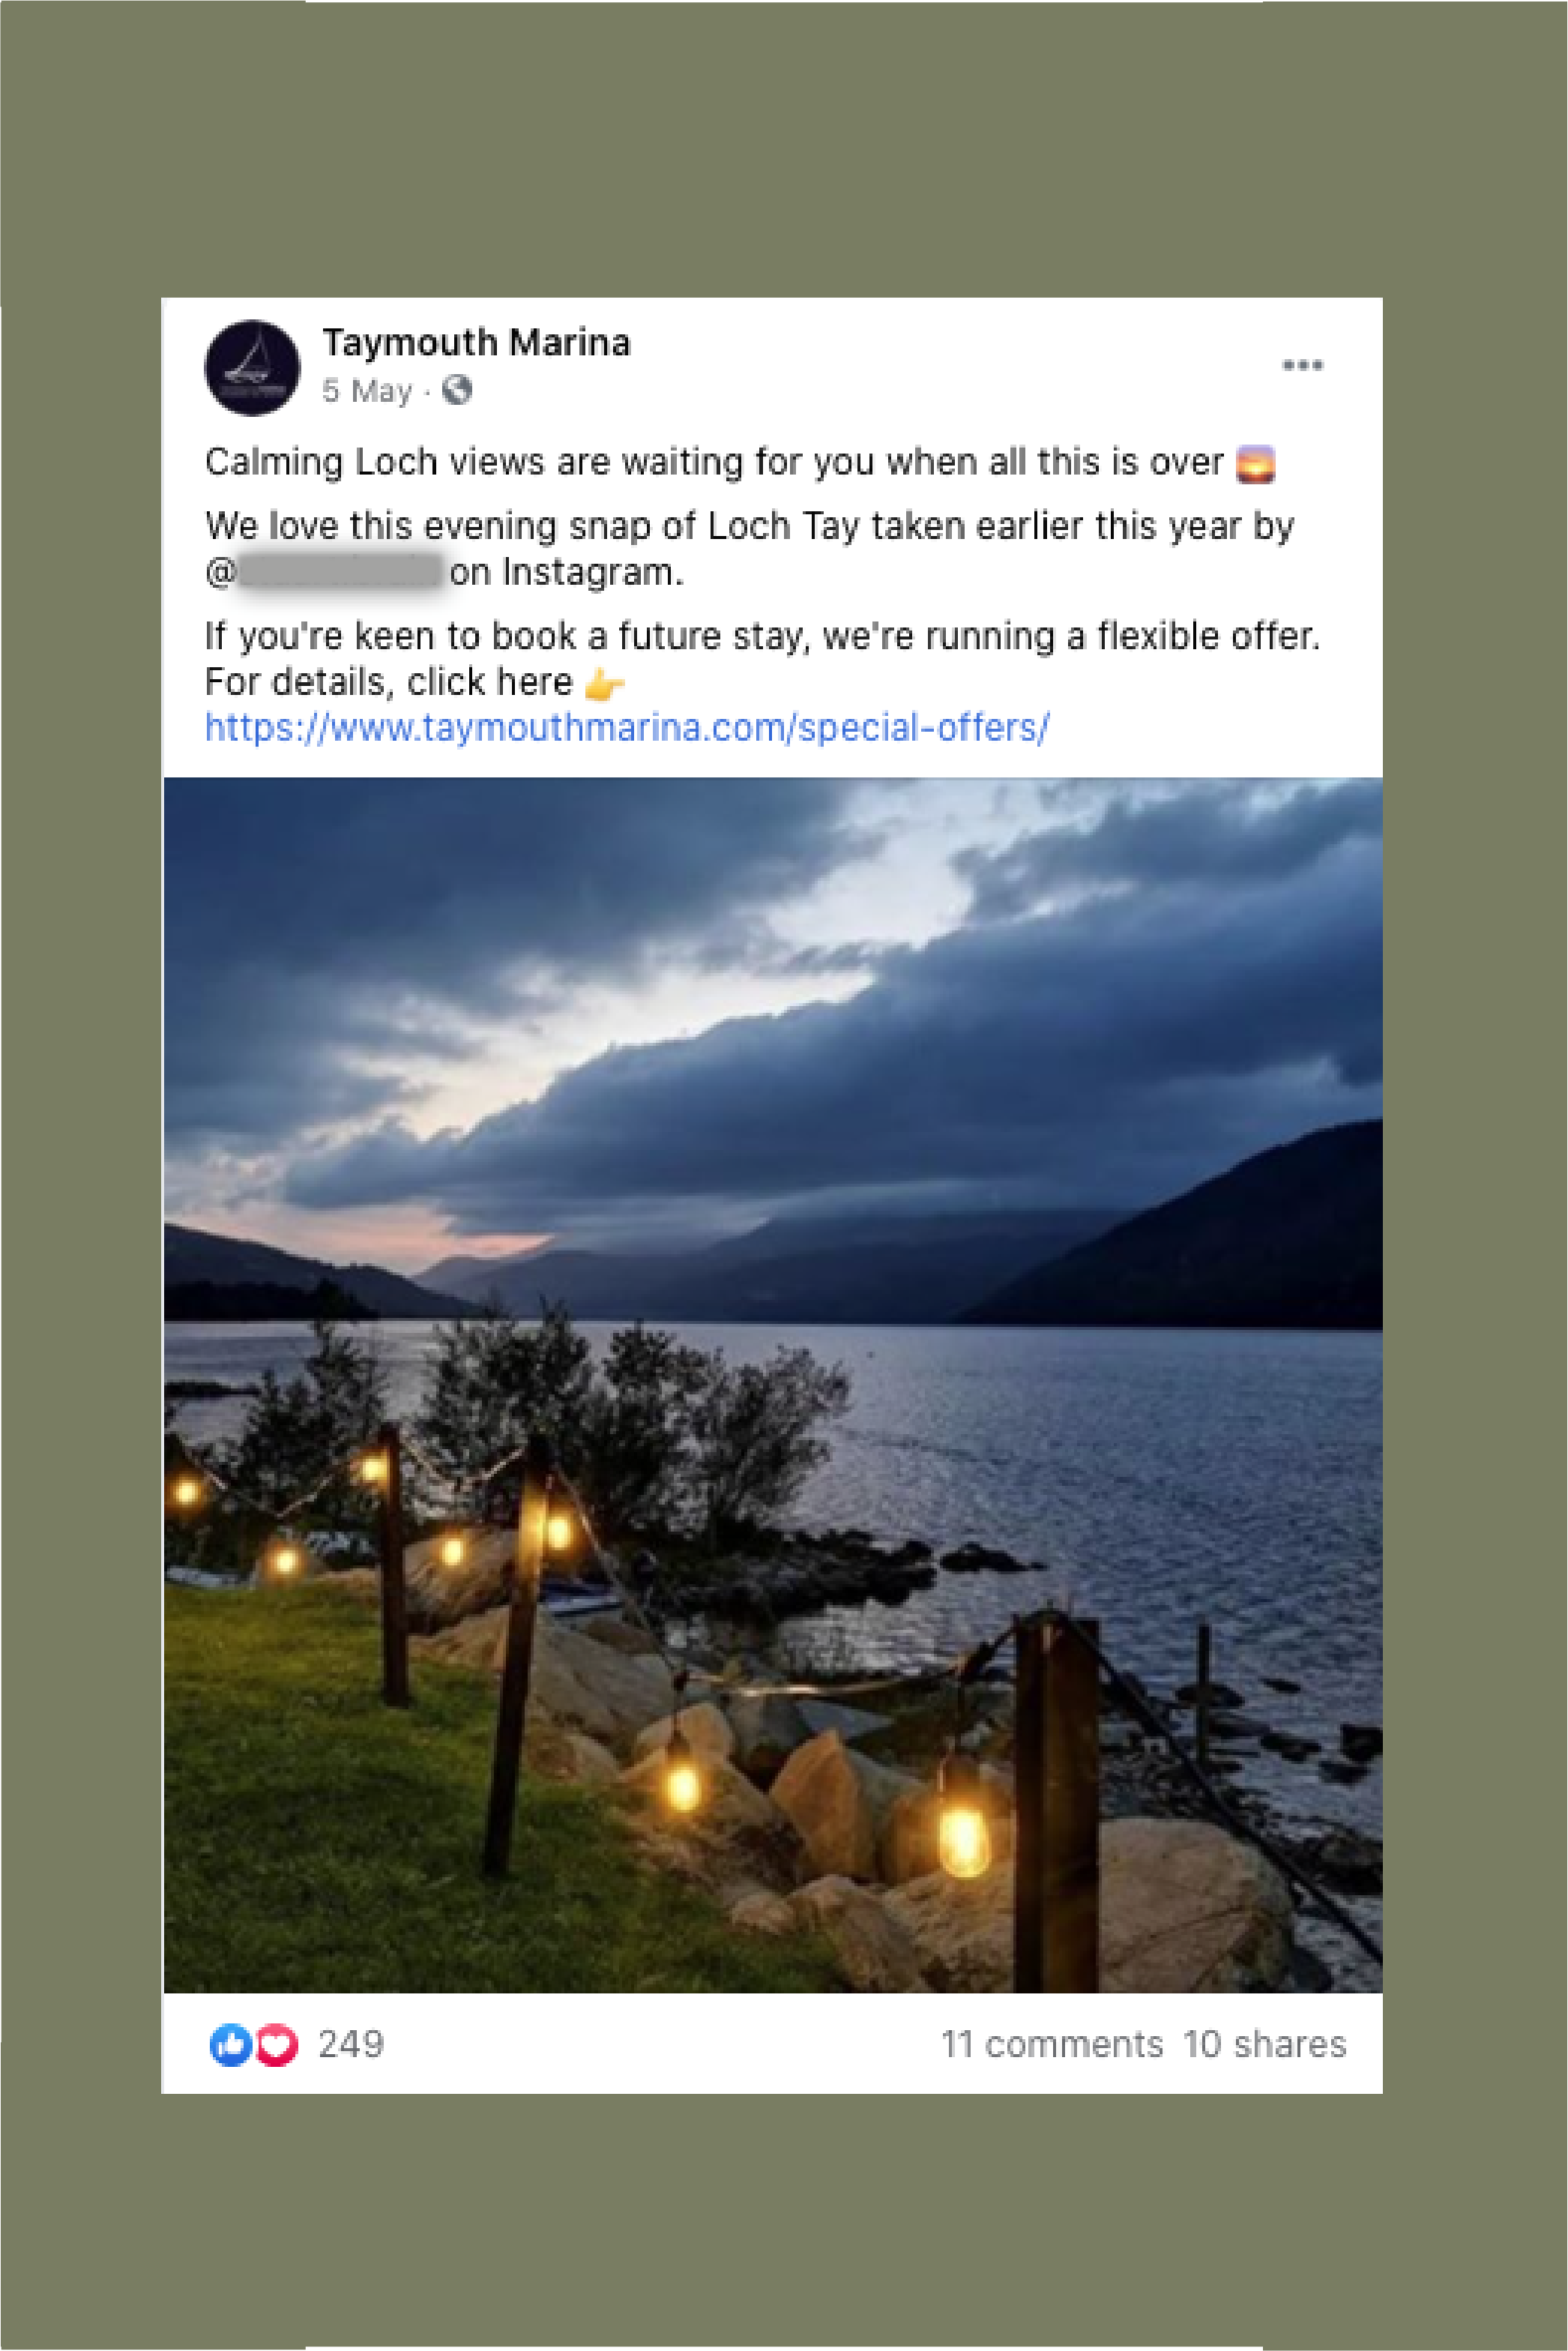 Taymouth Marina
5 May ·
Calming Loch views are waiting for you when all this is over 🌇
We love this evening snap of Loch Tay taken earlier this year by
@ on Instagram.
If you're keen to book a future stay, we're running a flexible offer.
For details, click here 👉
https://www.taymouthmarina.com/special-offers/
249
11 comments 10 shares